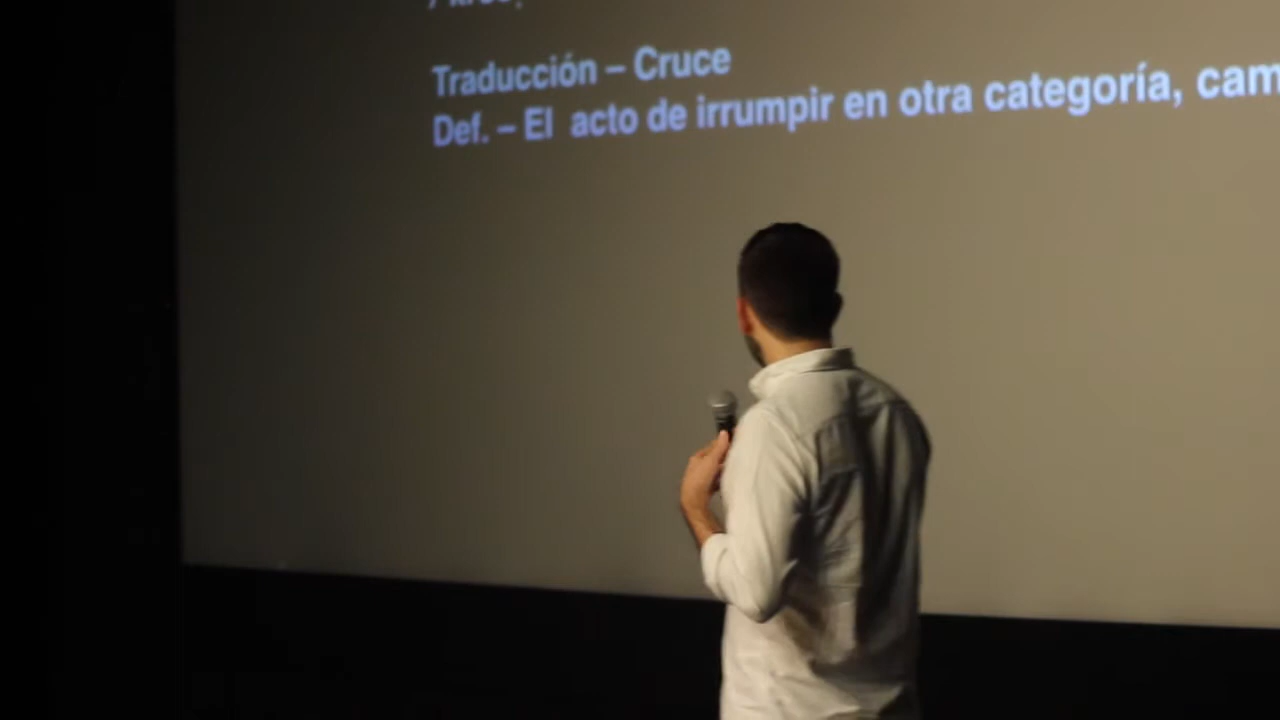 Traducción – Cruce
Def. – El acto de irrumpir en otra categoría, cam